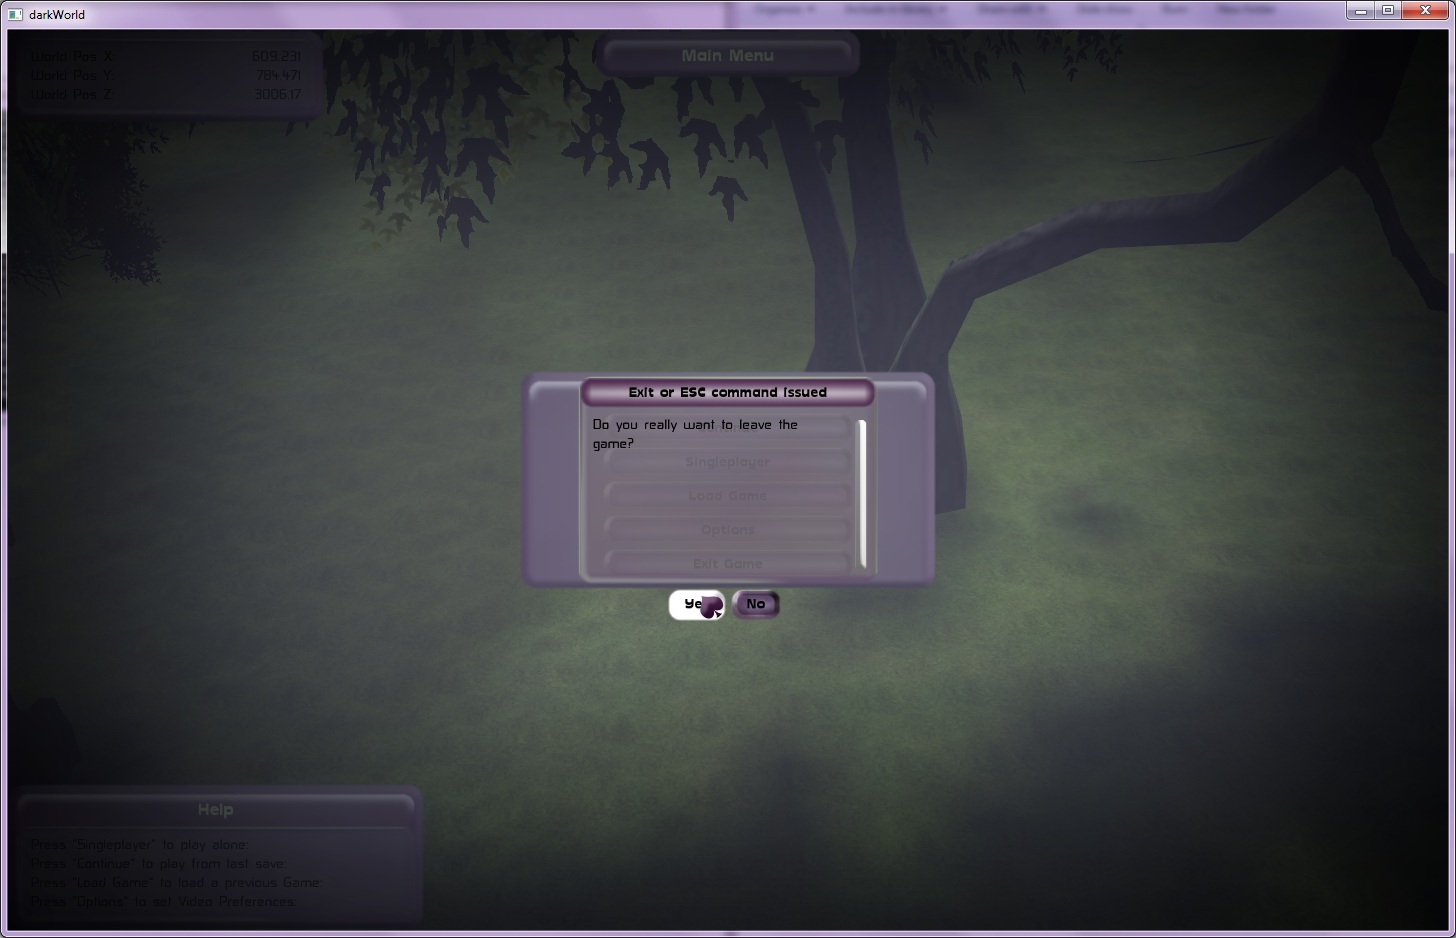 darkWorld
World Pos X: 609.231
World Pos Y: 784.471
World Pos Z: 3006.17
Main Menu
Exit or ESC command issued
Do you really want to leave the
game?
Singleplayer
Load Game
Options
Exit Game
No
Help
Press "Singleplayer" to play alone:
Press "Continue" to play from last save:
Press "Load Game" to load a previous Game:
Press "Options" to set Video Preferences: